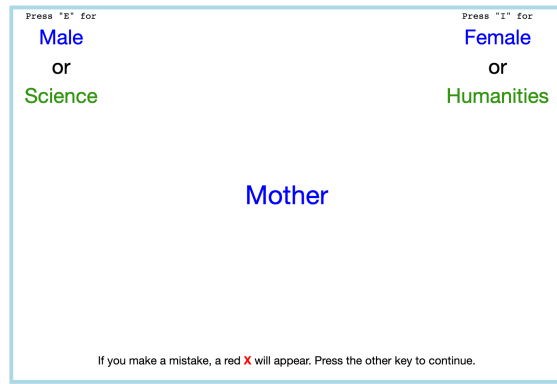 Press "E" for
Male
or
Science
Press "I" for
Female
or
Humanities
Mother
If you make a mistake, a red X will appear. Press the other key to continue.